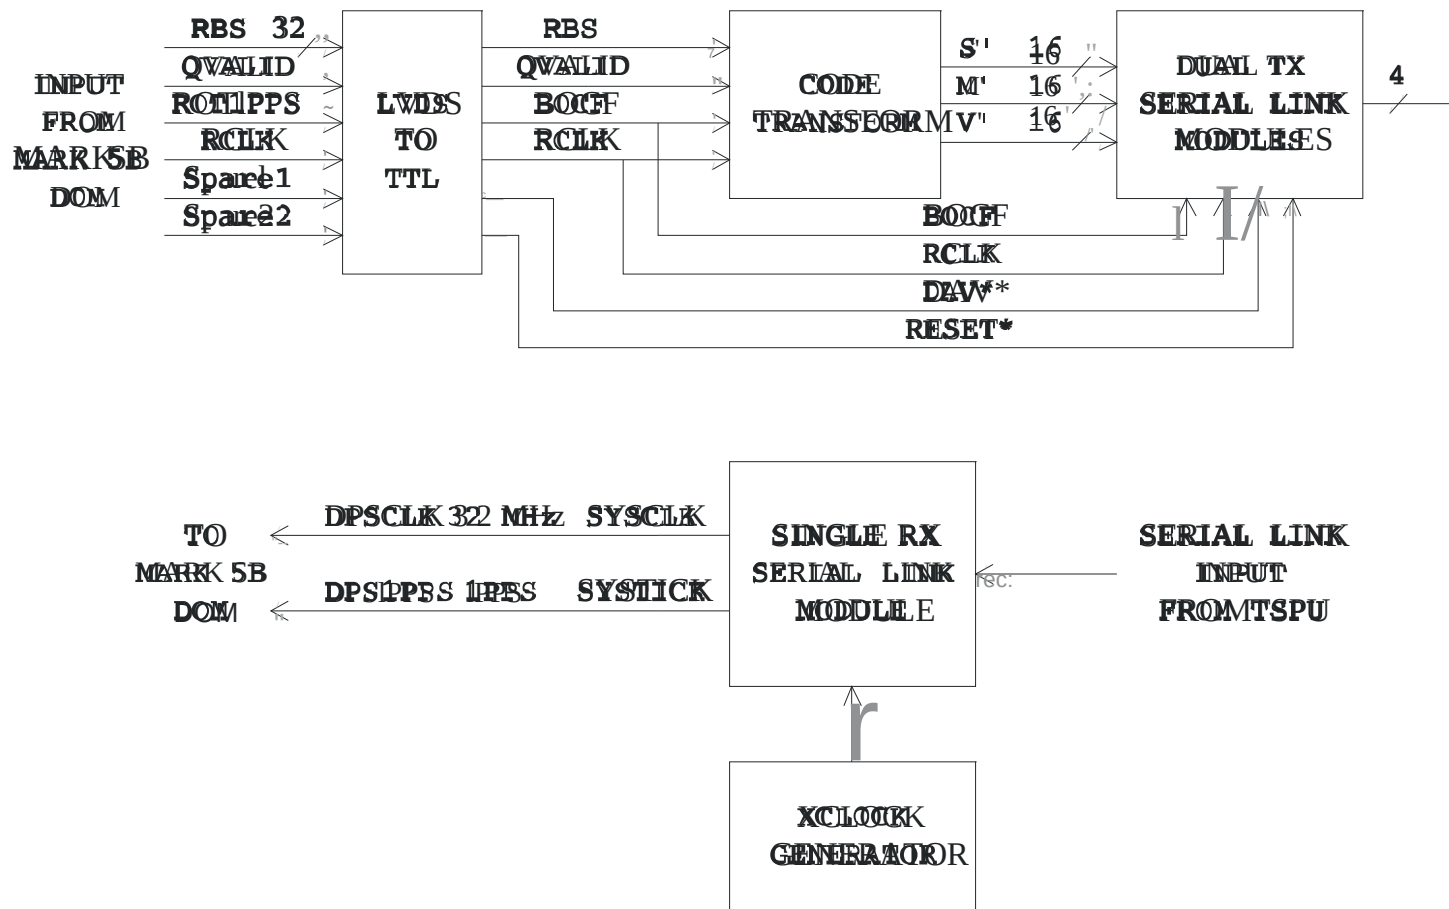 RBS 32
QVALID
ROT1PPS
RCLK
Spare1
Spare2
INPUT
FROM
MARK 5B
DOM
LVDS
TO
TTL
RBS
QVALID
BOCF
RCLK
CODE
TRANSFORM
S' 16
M' 16
V' 16
DUAL TX
SERIAL LINK
MODULES
4
BOCF
RCLK
DAV*
RESET*
TO
MARK 5B
DOM
DPSCLK 32 MHz SYSCLK
DPS1PPS 1PPS SYSTICK
SINGLE RX
SERIAL LINK
MODULE
SERIAL LINK
INPUT
FROM TSPU
XCLOCK
GENERATOR